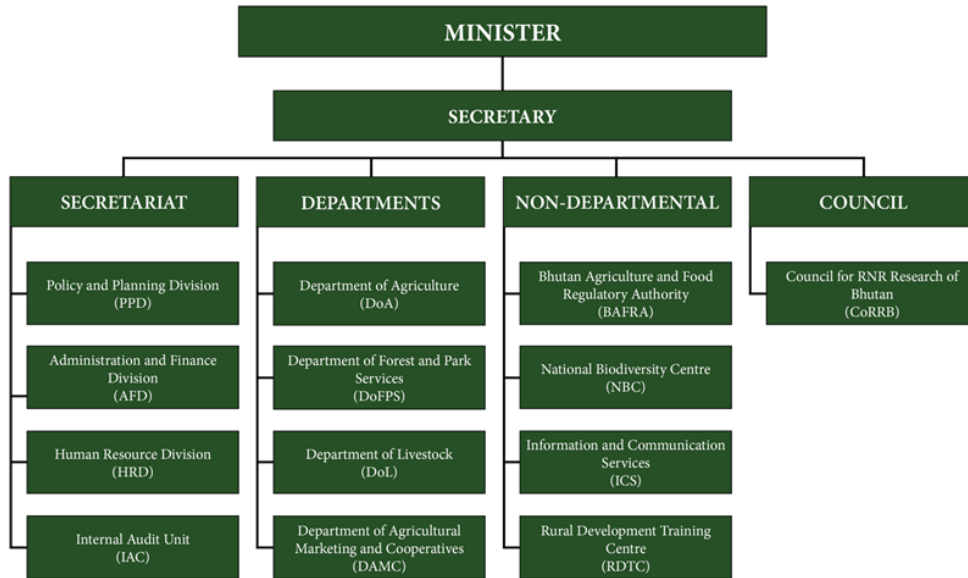 MINISTER
SECRETARY
SECRETARIAT
DEPARTMENTS
NON-DEPARTMENTAL
COUNCIL
Policy and Planning Division
(PPD)
Administration and Finance
Division
(AFD)
Human Resource Division
(HRD)
Internal Audit Unit
(IAC)
Department of Agriculture
(DoA)
Department of Forest and Park
Services
(DoFPS)
Department of Livestock
(DoL)
Department of Agricultural
Marketing and Cooperatives
(DAMC)
Bhutan Agriculture and Food
Regulatory Authority
(BAFRA)
National Biodiversity Centre
(NBC)
Information and Communication
Services
(ICS)
Rural Development Training
Centre
(RDTC)
Council for RNR Research of
Bhutan
(CoRRB)